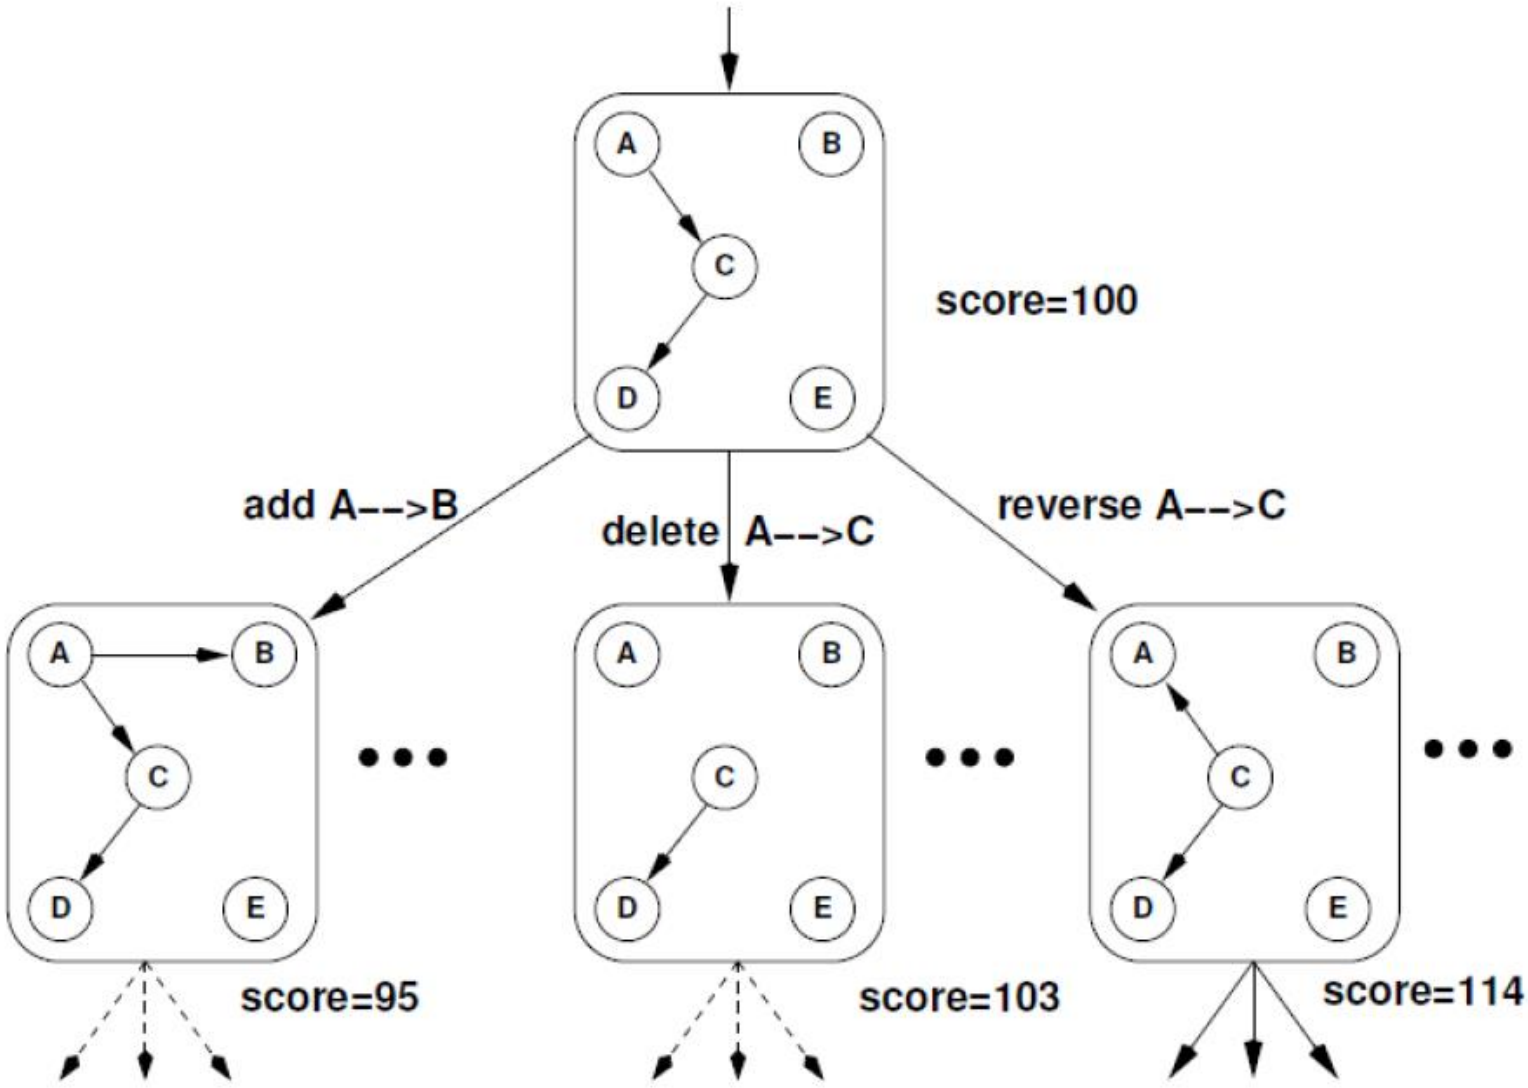 A
B
C
score=100
D
E
add A-->B
delete A-->C
reverse A-->C
A
B
C
D
E
score=95
A
B
C
D
E
score=103
A
B
C
D
E
score=114